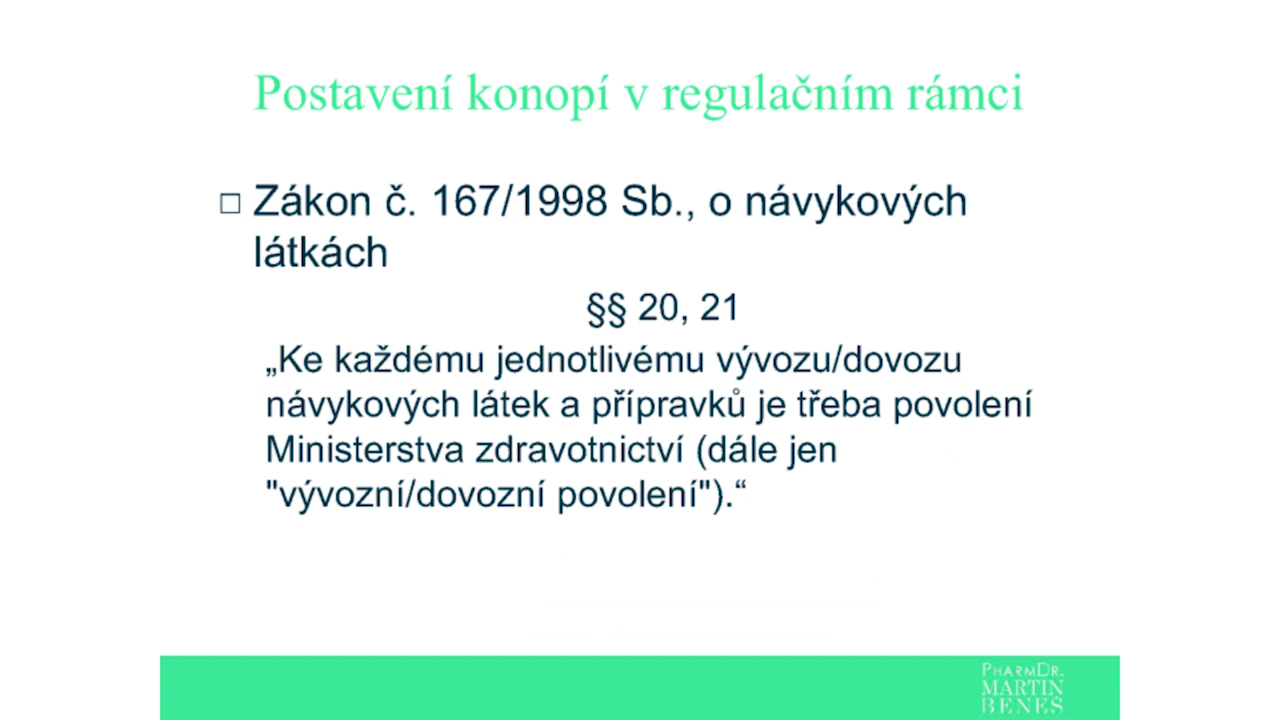 Postavení konopí v regulačním rámci
Zákon č. 167/1998 Sb., o návykových
látkách
§§ 20, 21
„Ke každému jednotlivému vývozu/dovozu
návykových látek a přípravků je třeba povolení
Ministerstva zdravotnictví (dále jen
"vývozní/dovozní povolení").“
PharmDr.
MARTIN
BENEŠ